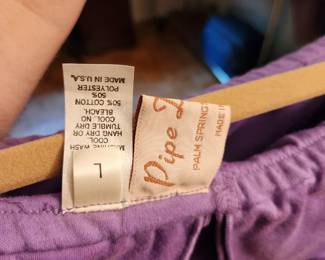 MACHINE WASH
COOL.
HAND DRY
TUMBLE DRY
COOL. NO
BLEACH.
50% COTTON
50%
POLYESTER
MADE IN U.S.A.
L
Pipe D
PALM SPRINGS
MADE I